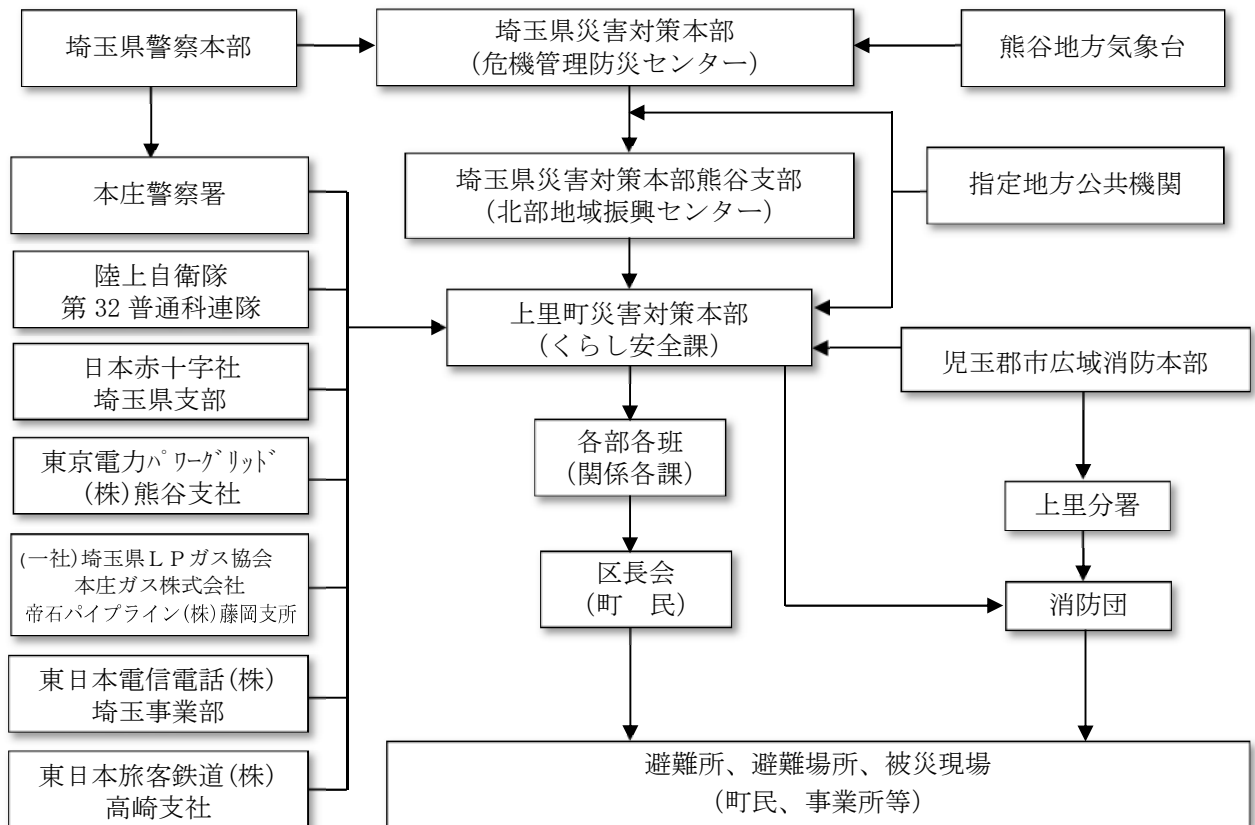 埼玉県警察本部
埼玉県災害対策本部
(危機管理防災センター)
熊谷地方気象台
本庄警察署
埼玉県災害対策本部熊谷支部
(北部地域振興センター)
指定地方公共機関
陸上自衛隊
第 32 普通科連隊
上里町災害対策本部
(くらし安全課)
児玉郡市広域消防本部
日本赤十字社
埼玉県支部
各部各班
(関係各課)
東京電力ﾊﾟﾜｰｸﾞﾘｯﾄﾞ
(株)熊谷支社
上里分署
(一社)埼玉県LPガス協会
本庄ガス株式会社
帝石パイプライン(株)藤岡支所
区長会
(町　民)
消防団
東日本電信電話(株)
埼玉事業部
東日本旅客鉄道(株)
高崎支社
避難所、避難場所、被災現場
(町民、事業所等)